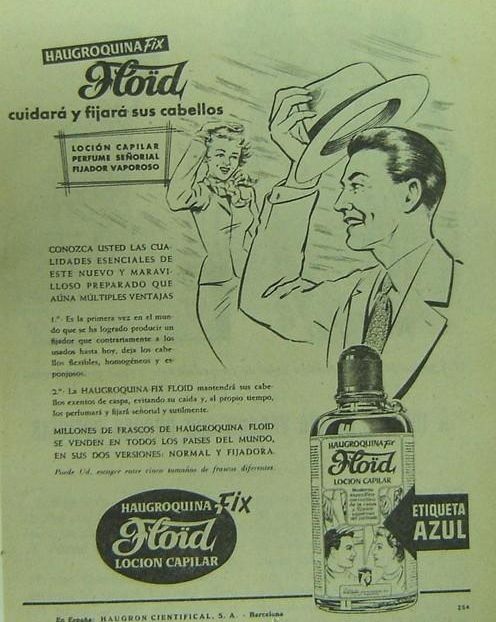 HAUGROQUINA Fix
Floïd
cuidará y fijará sus cabellos
LOCIÓN CAPILAR
PERFUME SEÑORIAL
FIJADOR VAPOROSO
CONOZCA USTED LAS CUA-
LIDADES ESENCIALES DE
ESTE NUEVO Y MARAVI-
LLOSO PREPARADO QUE
AÚNA MÚLTIPLES VENTAJAS
1.ª- Es la primera vez en el mun-
do que se ha logrado producir un
fijador que contrariamente a los
usados hasta hoy, deja los cabe-
llos flexibles, homogéneos y es-
ponjosos.
2.ª- La HAUGROQUINA-FIX FLOID mantendrá sus cabe-
llos exentos de caspa, evitando su caída y, al propio tiempo,
los perfumará y fijará señorial y sutilmente.
MILLONES DE FRASCOS DE HAUGROQUINA FLOID
SE VENDEN EN TODOS LOS PAISES DEL MUNDO,
EN SUS DOS VERSIONES: NORMAL Y FIJADORA.
Puede Ud. escoger entre cinco tamaños de frascos diferentes.
HAUGROQUINA Fix
Floïd
LOCION CAPILAR
HAUGROQUINA Fix
Floïd
LOCION CAPILAR
ETIQUETA
AZUL
En España: HAUGRON CIENTIFICAL, S. A. - Barcelona
254